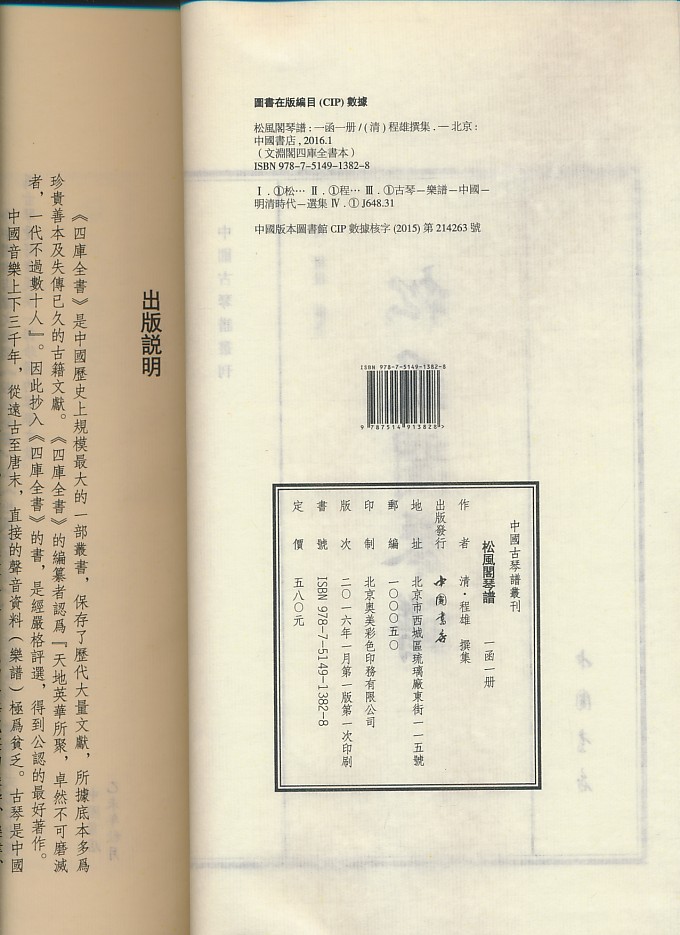 圖書在版編目 (CIP) 數據
松風閣琴譜：一函一册 / (清) 程雄撰集. — 北京：
中國書店, 2016.1
（文淵閣四庫全書本）
ISBN 978-7-5149-1382-8
Ⅰ. ①松… Ⅱ. ①程… Ⅲ. ①古琴－樂譜－中國－
明清時代－選集 Ⅳ. ① J648.31
中國版本圖書館 CIP 數據核字 (2015) 第 214263 號
ISBN 978-7-5149-1382-8
9 787514 913828 >
中國古琴譜叢刊
松風閣琴譜 一函一册
作者 清·程雄 撰集
出版發行 中國書店
地址 北京市西城區琉璃廠東街一一五號
郵編 一〇〇〇五〇
印制 北京奥美彩色印務有限公司
版次 二〇一六年一月第一版第一次印刷
書號 ISBN 978-7-5149-1382-8
定價 五八〇元
出版説明
《四庫全書》是中國歷史上規模最大的一部叢書，保存了歷代大量文獻，所據底本多爲
珍貴善本及失傳已久的古籍文獻。《四庫全書》的編纂者認爲『天地英華所聚，卓然不可磨滅
者，一代不過數十人』。因此抄入《四庫全書》的書，是經嚴格評選，得到公認的最好著作。
中國音樂上下三千年，從遠古至唐末，直接的聲音資料（樂譜）極爲貧乏。古琴是中國